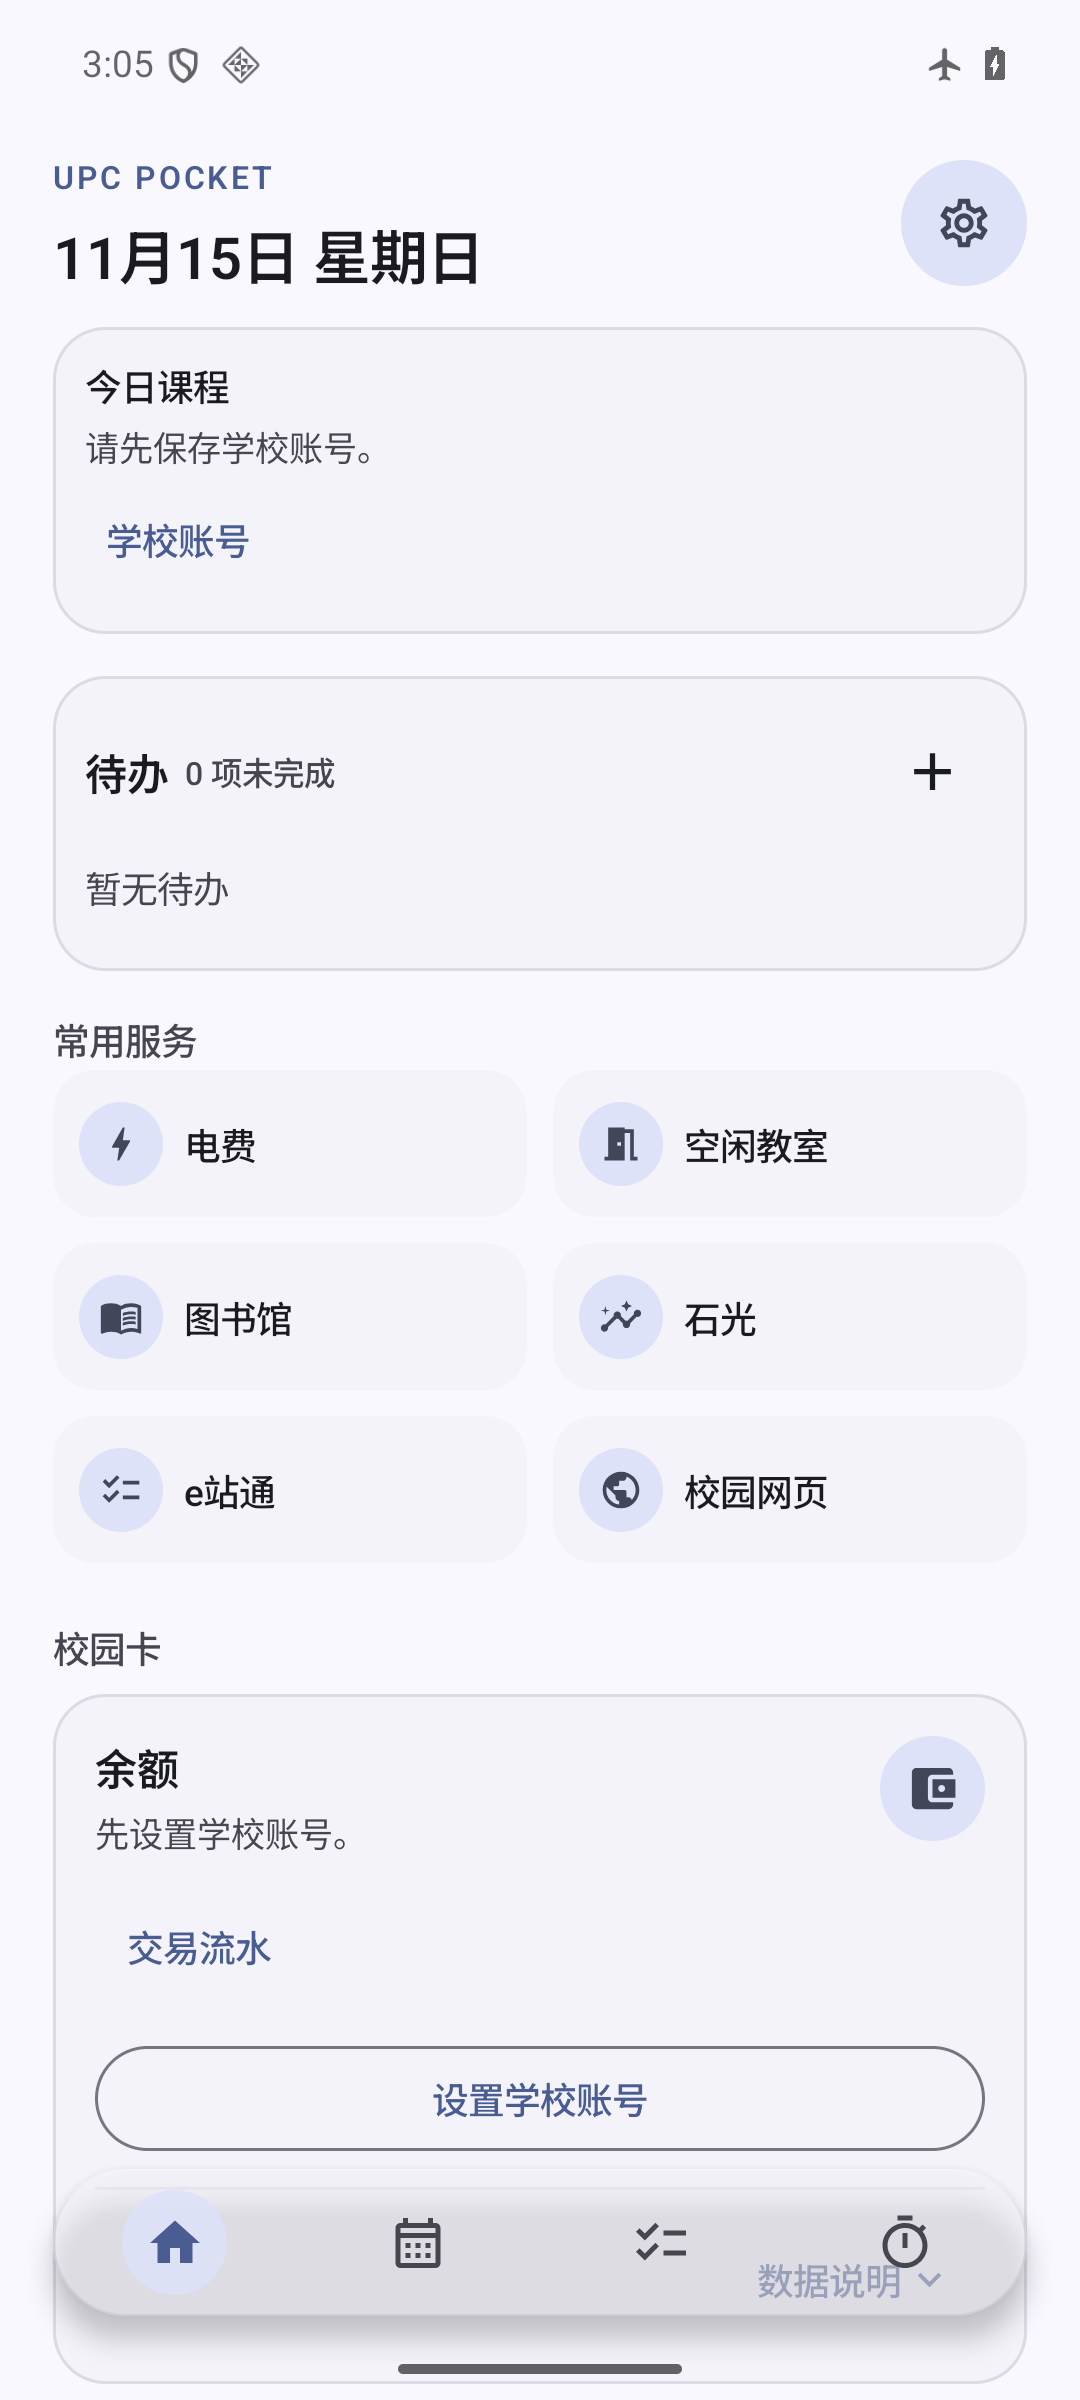 3:05
UPC POCKET
11月15日 星期日
今日课程
请先保存学校账号。
学校账号
待办 0 项未完成
暂无待办
常用服务
电费
空闲教室
图书馆
石光
e站通
校园网页
校园卡
余额
先设置学校账号。
交易流水
设置学校账号
数据说明